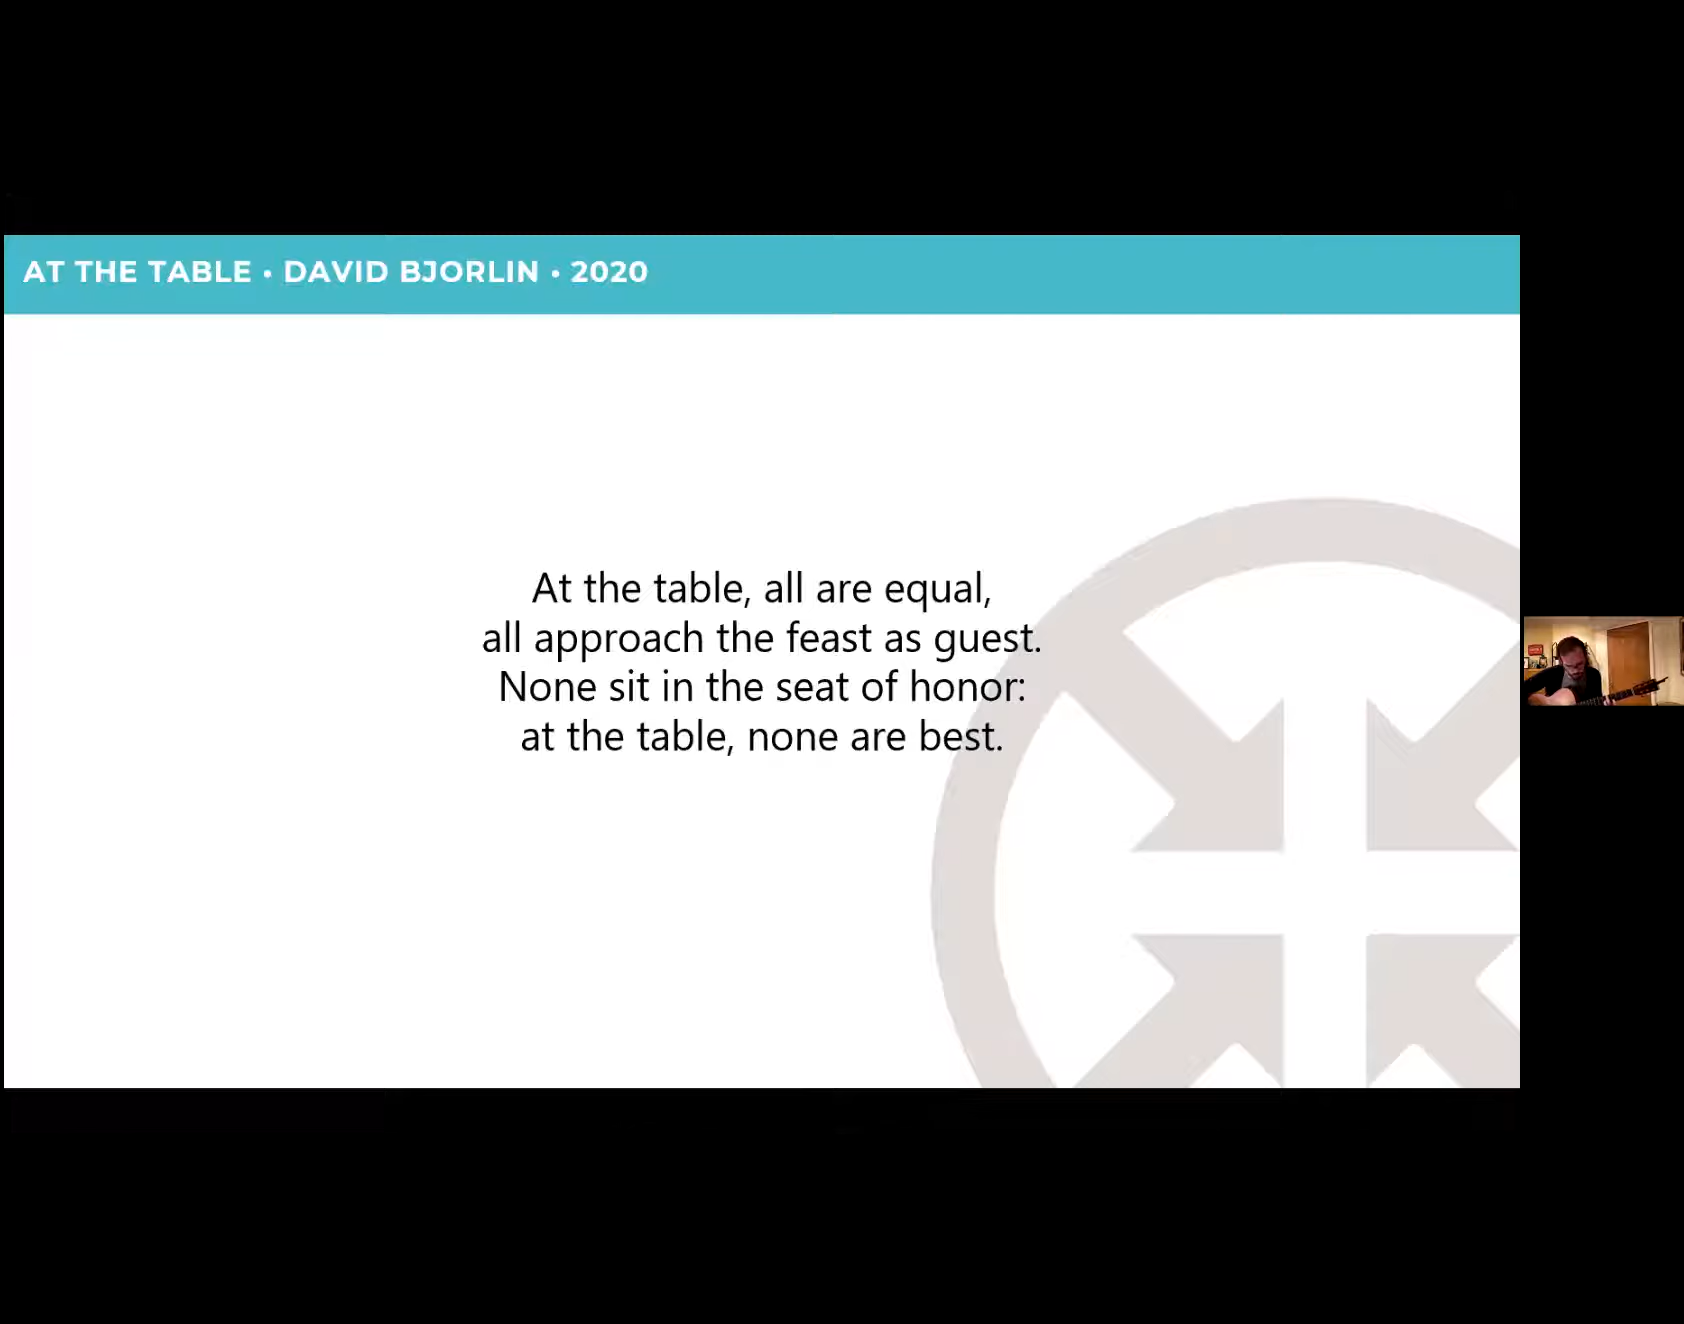 AT THE TABLE • DAVID BJORLIN • 2020
At the table, all are equal,
all approach the feast as guest.
None sit in the seat of honor:
at the table, none are best.